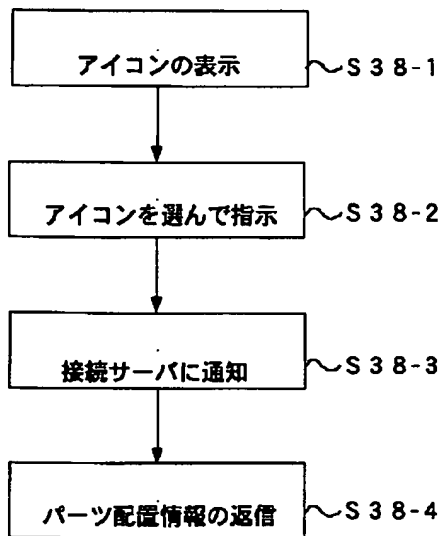 アイコンの表示 S38-1
アイコンを選んで指示 S38-2
接続サーバに通知 S38-3
パーツ配置情報の返信 S38-4